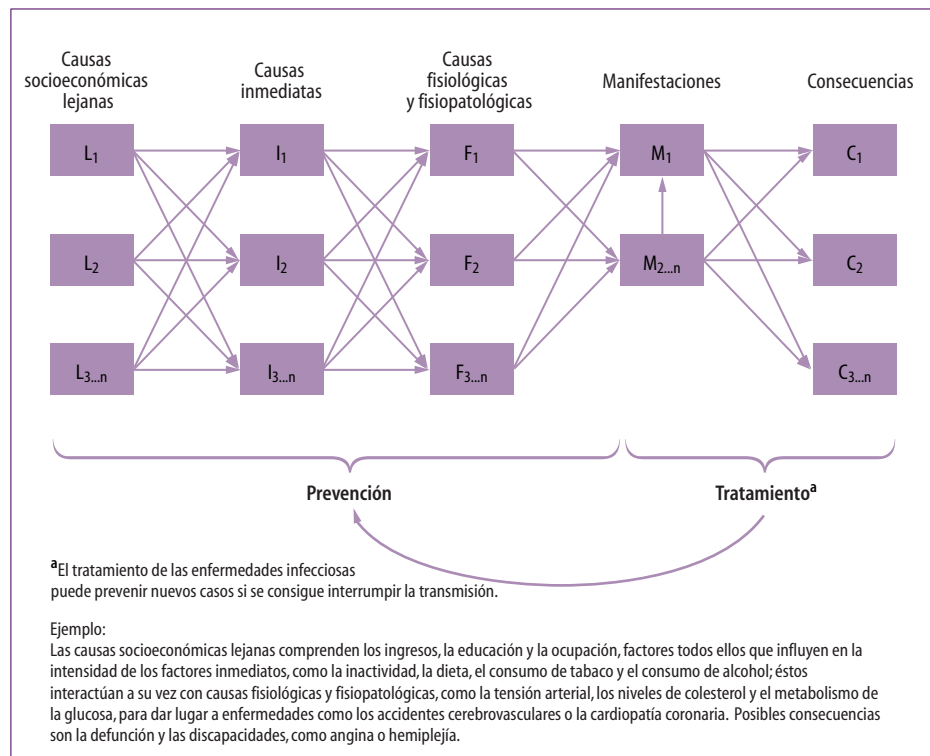 Causas
socioeconómicas
lejanas
Causas
inmediatas
Causas
fisiológicas
y fisiopatológicas
Manifestaciones
Consecuencias
L1
I1
F1
M1
C1
L2
I2
F2
M2...n
C2
L3...n
I3...n
F3...n
C3...n
Prevención
Tratamientoa
aEl tratamiento de las enfermedades infecciosas
puede prevenir nuevos casos si se consigue interrumpir la transmisión.
Ejemplo:
Las causas socioeconómicas lejanas comprenden los ingresos, la educación y la ocupación, factores todos ellos que influyen en la
intensidad de los factores inmediatos, como la inactividad, la dieta, el consumo de tabaco y el consumo de alcohol; éstos
interactúan a su vez con causas fisiológicas y fisiopatológicas, como la tensión arterial, los niveles de colesterol y el metabolismo de
la glucosa, para dar lugar a enfermedades como los accidentes cerebrovasculares o la cardiopatía coronaria. Posibles consecuencias
son la defunción y las discapacidades, como angina o hemiplejía.